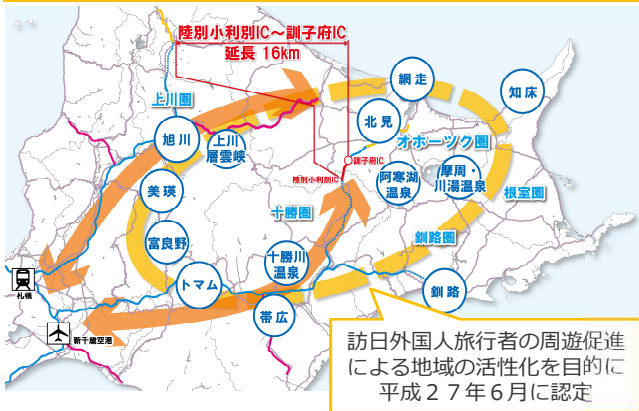 陸別小利別IC～訓子府IC
延長 16km
網走
知床
上川圏
北見
旭川
上川
層雲峡
オホーツク圏
訓子府IC
陸別小利別IC
阿寒湖
温泉
摩周・
川湯温泉
美瑛
根室圏
十勝圏
富良野
釧路圏
十勝川
温泉
トマム
釧路
札幌
帯広
新千歳空港
訪日外国人旅行者の周遊促進
による地域の活性化を目的に
平成２７年６月に認定